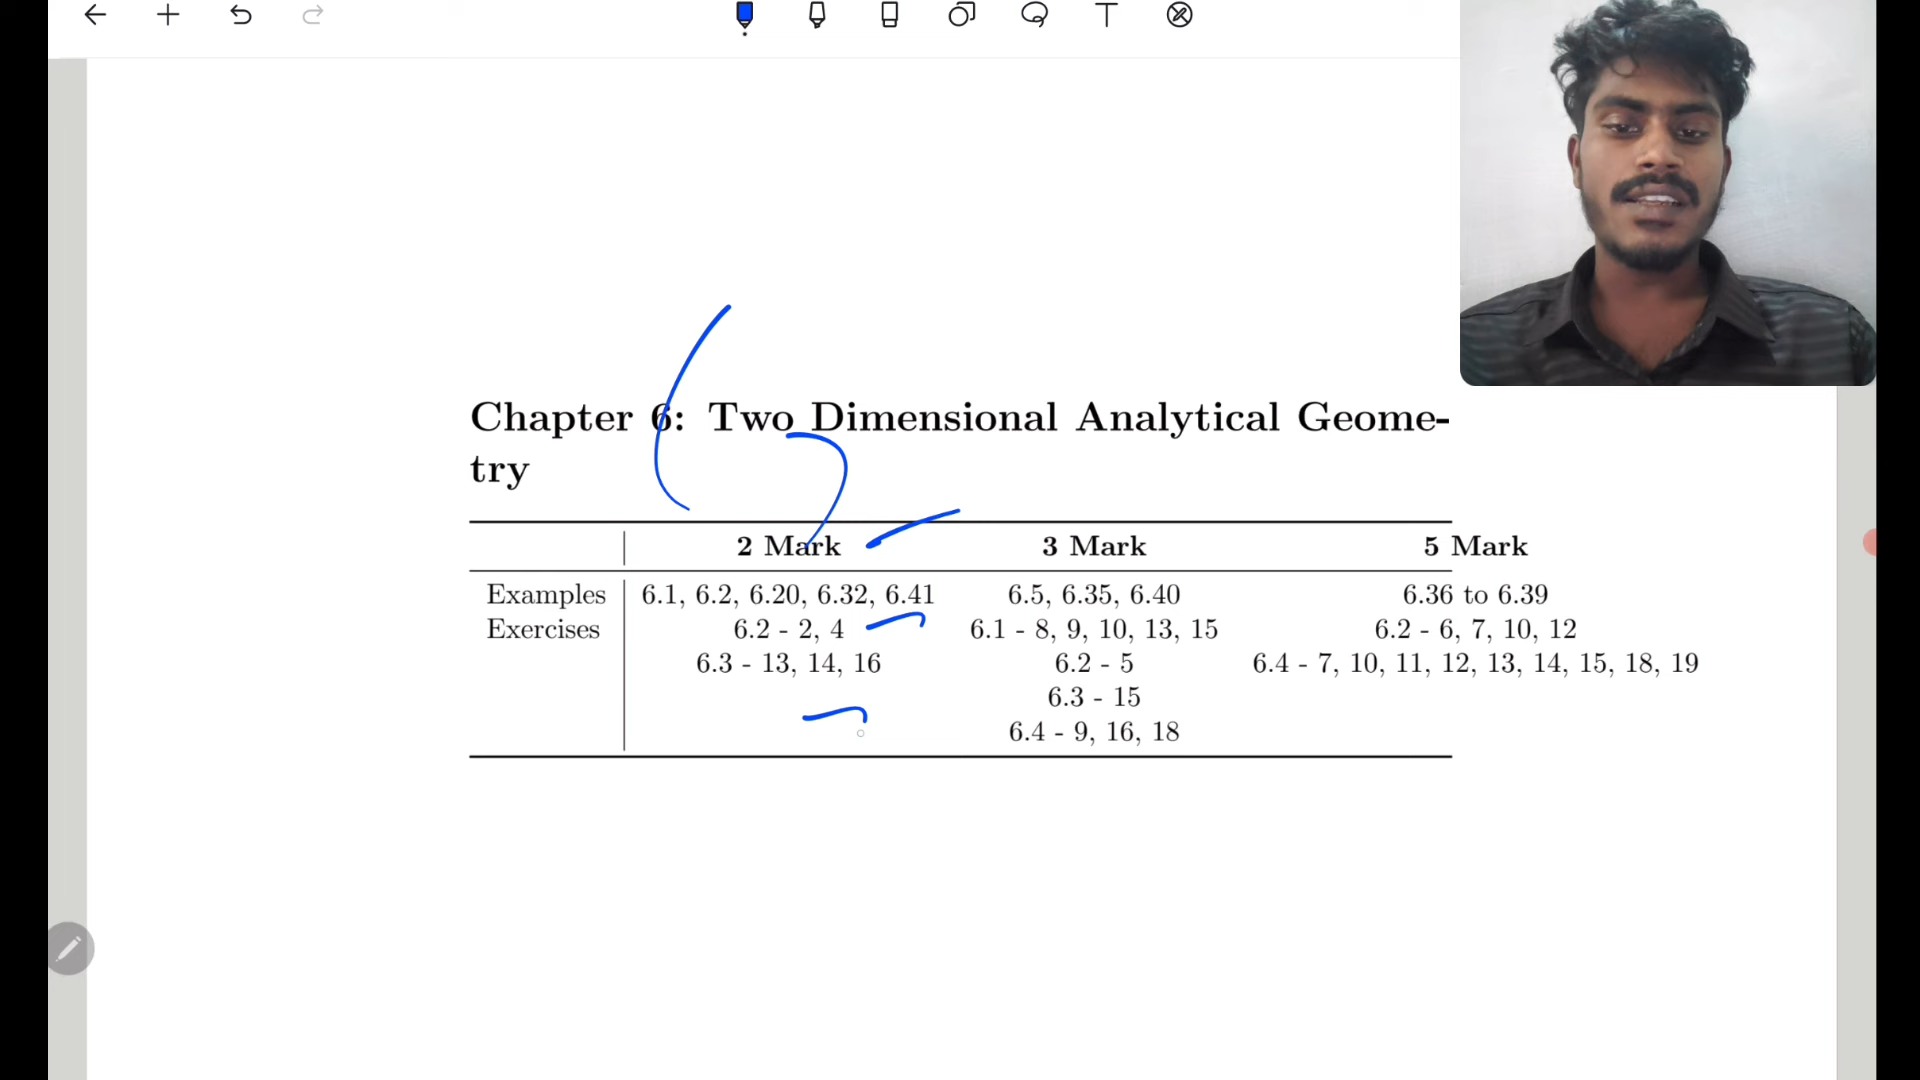 Chapter 6: Two Dimensional Analytical Geome-
try
2 Mark 3 Mark 5 Mark
Examples 6.1, 6.2, 6.20, 6.32, 6.41 6.5, 6.35, 6.40 6.36 to 6.39
Exercises 6.2 - 2, 4 6.1 - 8, 9, 10, 13, 15 6.2 - 6, 7, 10, 12
6.3 - 13, 14, 16 6.2 - 5 6.4 - 7, 10, 11, 12, 13, 14, 15, 18, 19
6.3 - 15
6.4 - 9, 16, 18